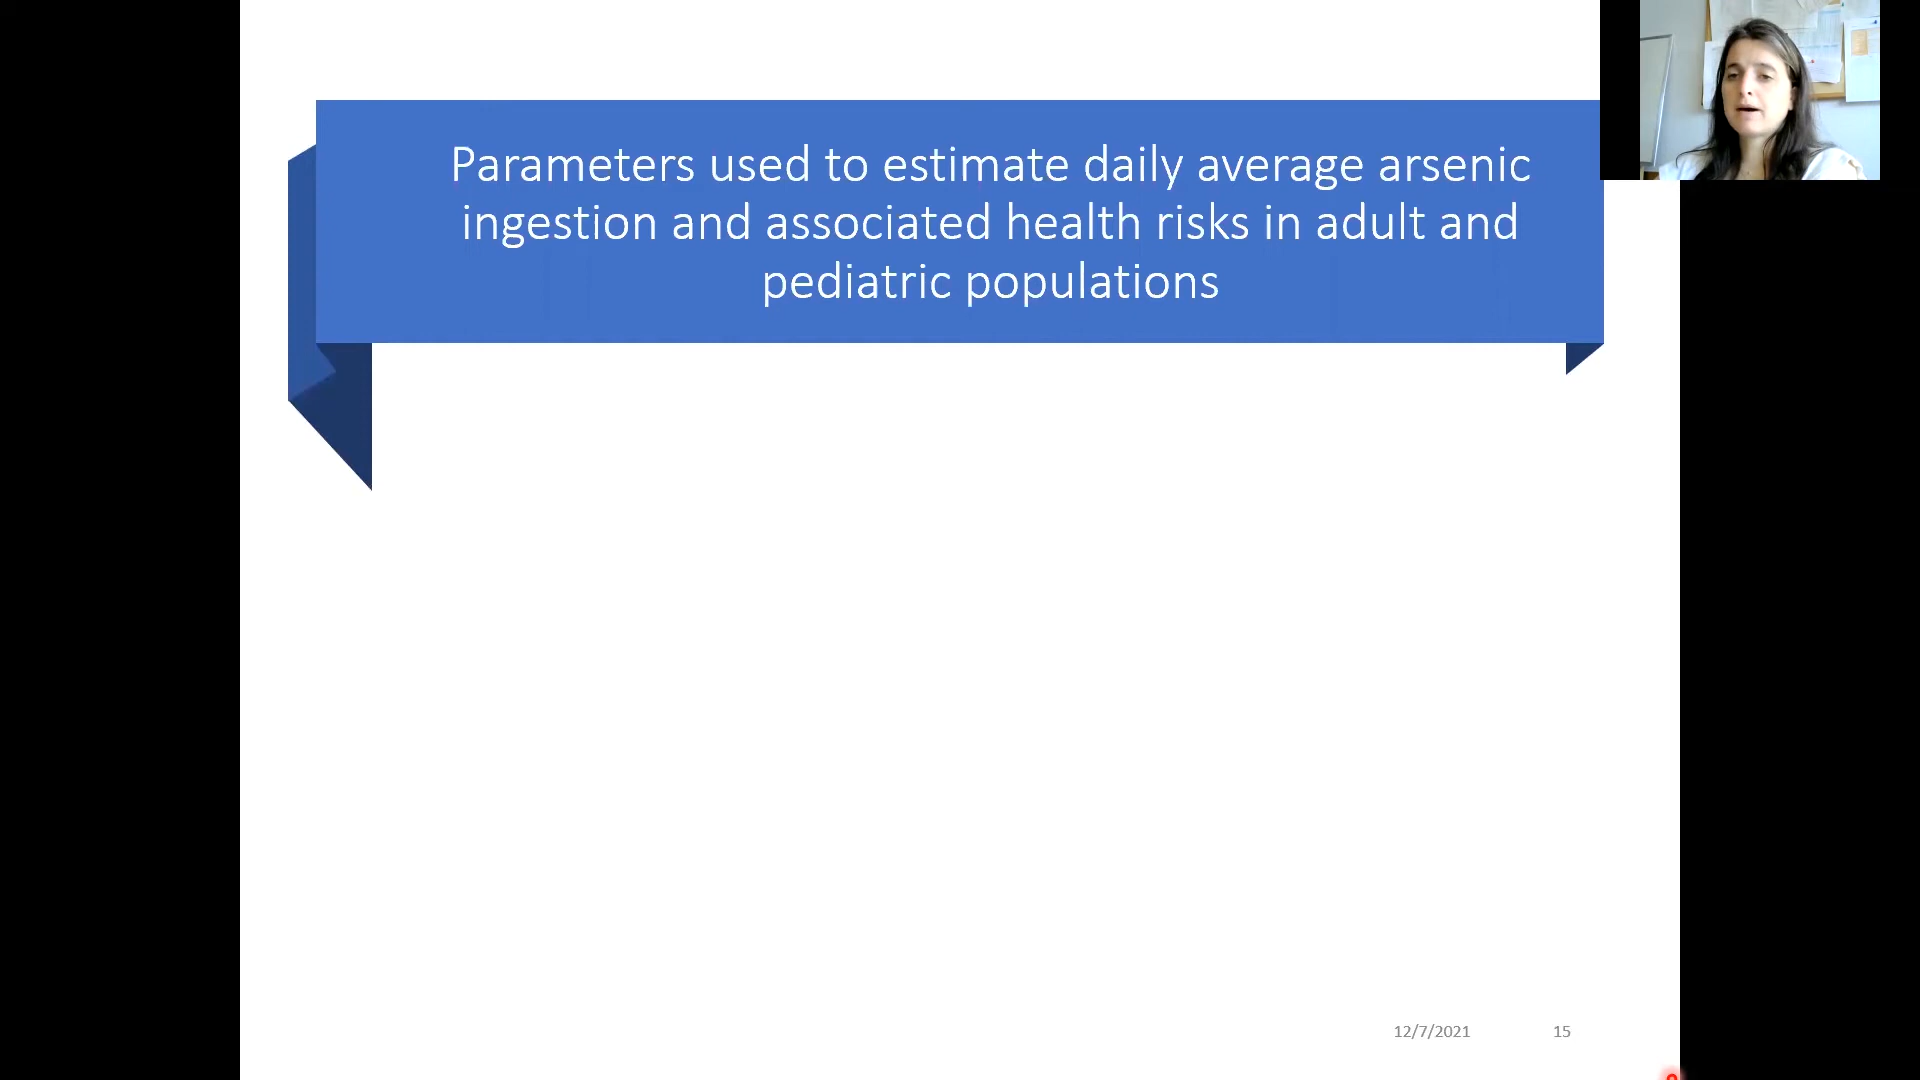 Parameters used to estimate daily average arsenic
ingestion and associated health risks in adult and
pediatric populations
12/7/2021
15